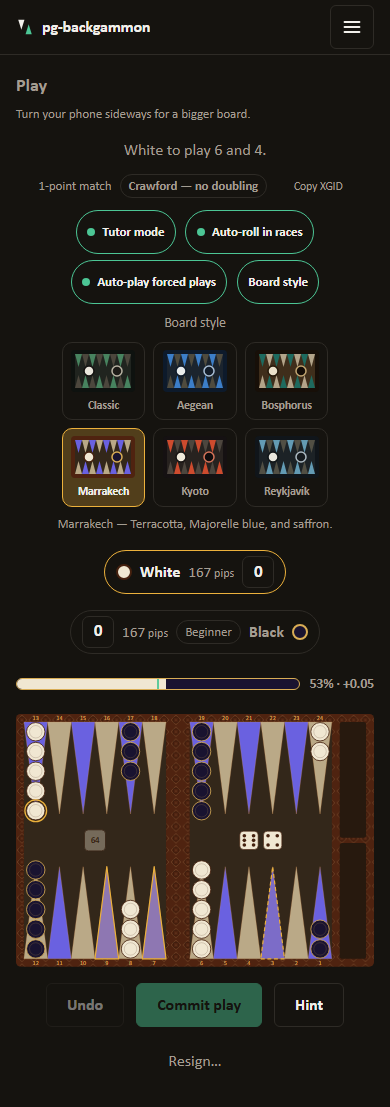 pg-backgammon
Play
Turn your phone sideways for a bigger board.
White to play 6 and 4.
1-point match Crawford — no doubling Copy XGID
Tutor mode Auto-roll in races
Auto-play forced plays Board style
Board style
Classic Aegean Bosphorus
Marrakech Kyoto Reykjavík
Marrakech — Terracotta, Majorelle blue, and saffron.
White 167 pips 0
0 167 pips Beginner Black
53% · +0.05
13 14 15 16 17 18 19 20 21 22 23 24
64
12 11 10 9 8 7 6 5 4 3 2 1
Undo Commit play Hint
Resign...